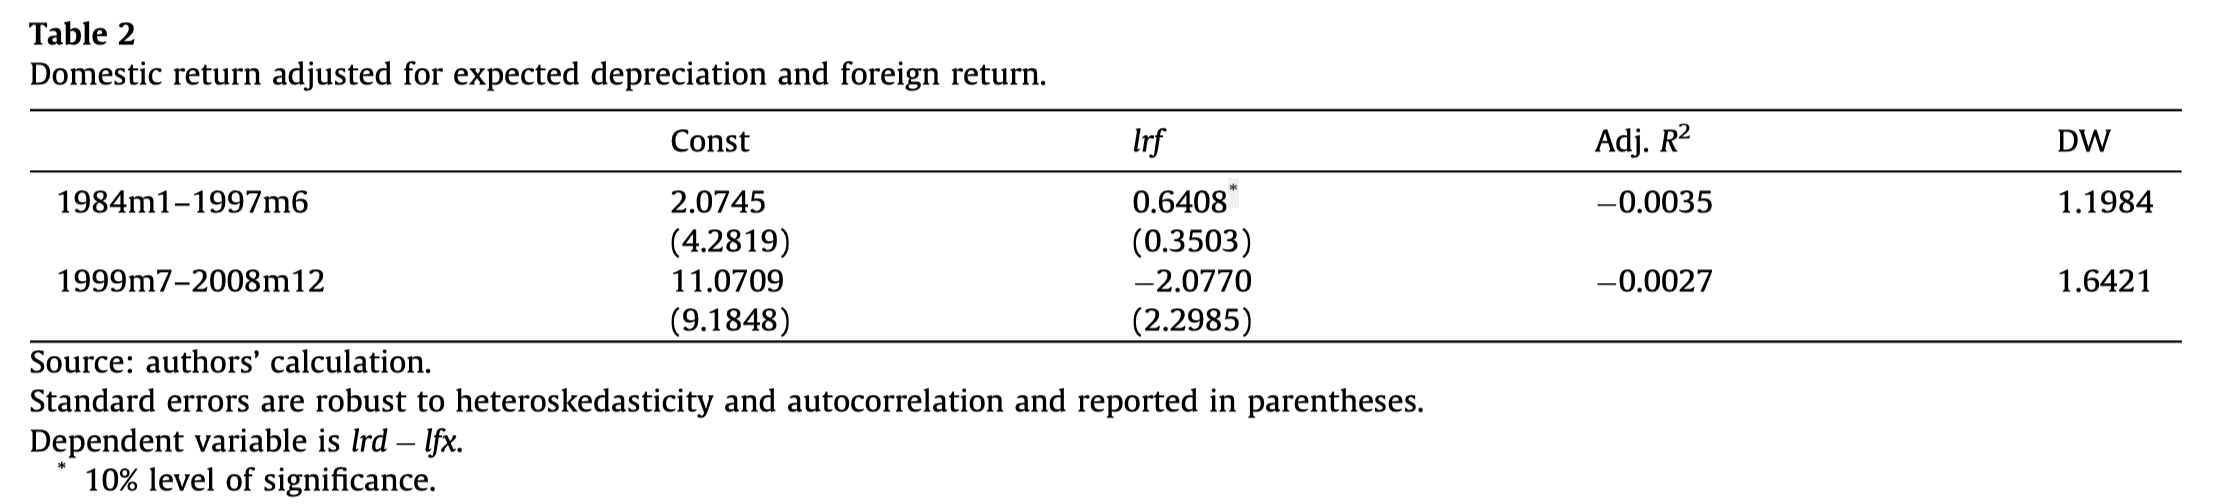 Table 2
Domestic return adjusted for expected depreciation and foreign return.
Const lrf Adj. R² DW
1984m1–1997m6 2.0745 0.6408* −0.0035 1.1984
(4.2819) (0.3503)
1999m7–2008m12 11.0709 −2.0770 −0.0027 1.6421
(9.1848) (2.2985)
Source: authors’ calculation.
Standard errors are robust to heteroskedasticity and autocorrelation and reported in parentheses.
Dependent variable is lrd − lfx.
* 10% level of significance.